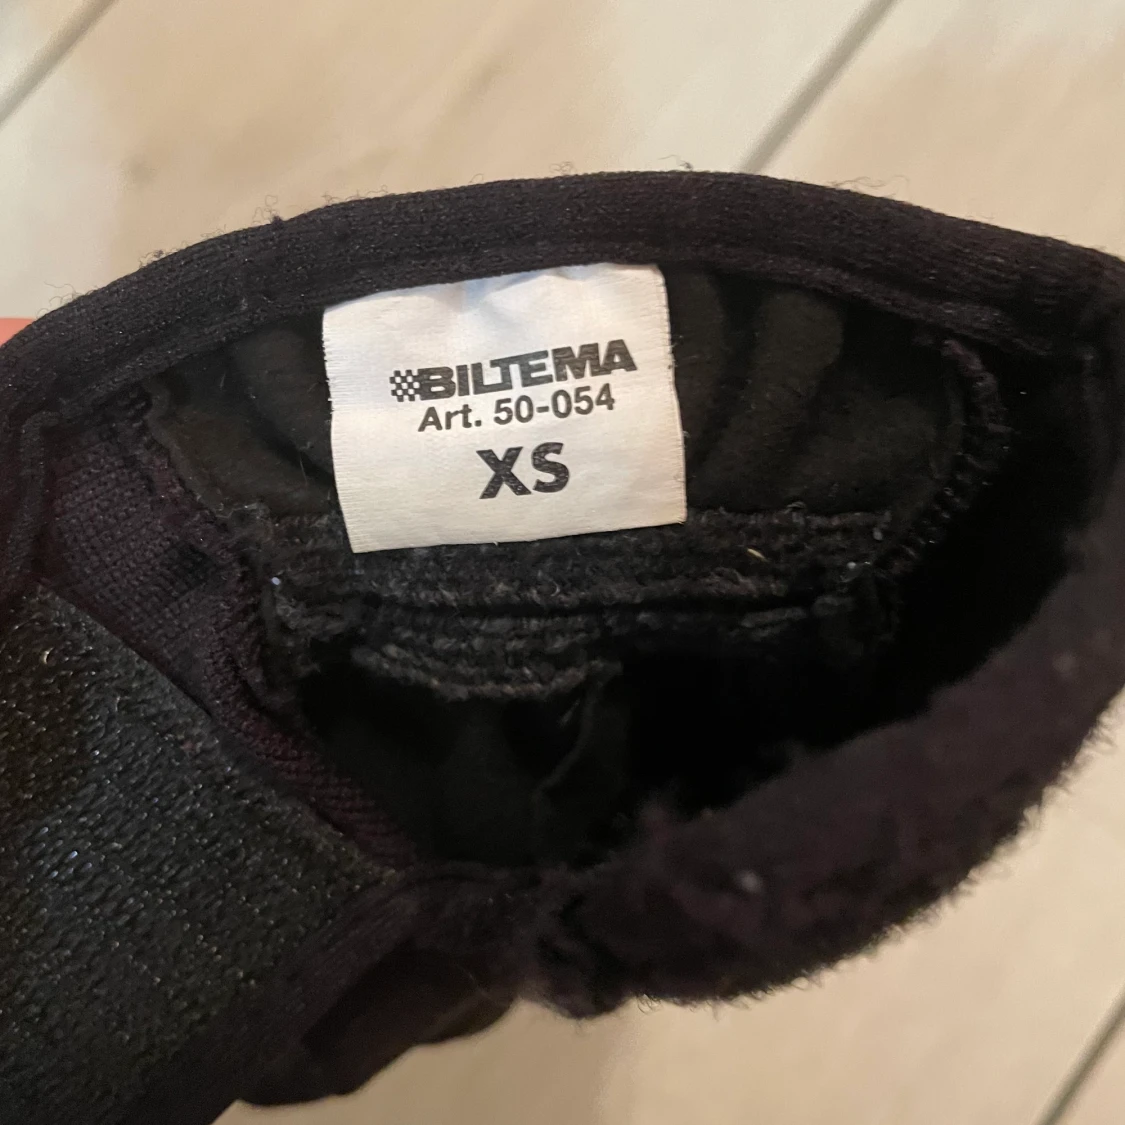 BILTEMA
Art. 50-054
XS